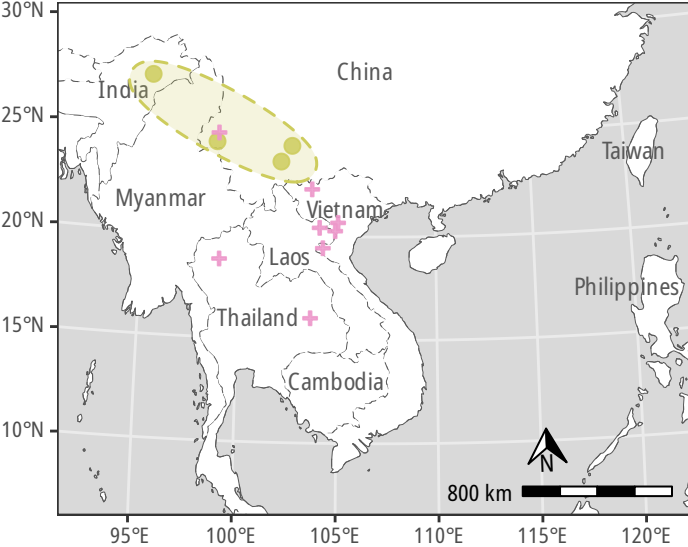 30°N
China
India
25°N
Taiwan
Myanmar
Vietnam
20°N
Laos
Philippines
15°N
Thailand
Cambodia
10°N
N
800 km
95°E 100°E 105°E 110°E 115°E 120°E